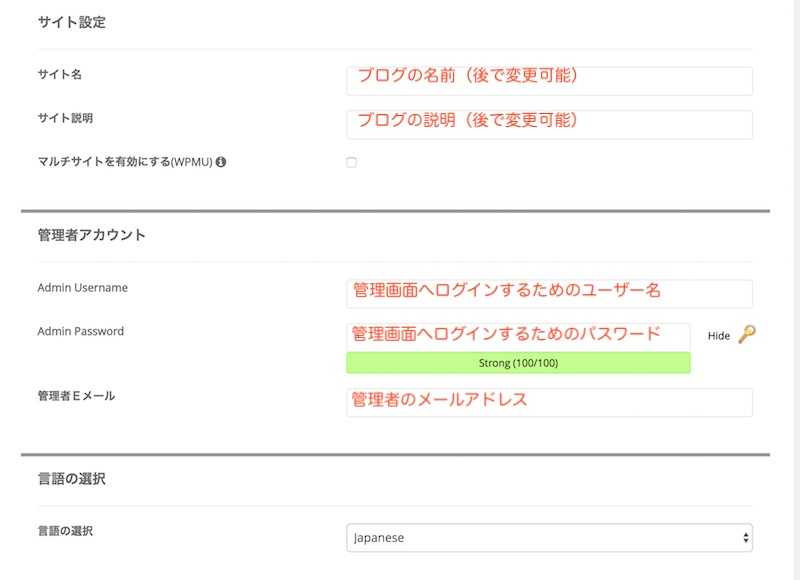 サイト設定
サイト名
ブログの名前（後で変更可能）
サイト説明
ブログの説明（後で変更可能）
マルチサイトを有効にする(WPMU)
管理者アカウント
Admin Username
管理画面へログインするためのユーザー名
Admin Password
管理画面へログインするためのパスワード
Hide
Strong (100/100)
管理者Ｅメール
管理者のメールアドレス
言語の選択
言語の選択
Japanese